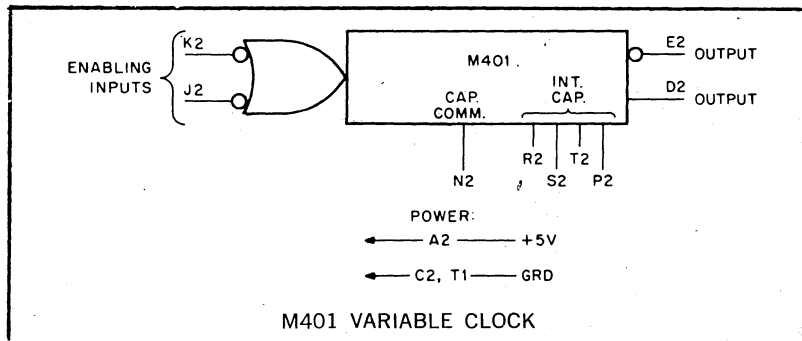 K2
ENABLING
INPUTS
J2
M401
CAP.
COMM.
INT.
CAP.
E2 OUTPUT
D2 OUTPUT
N2
R2
S2
T2
P2
POWER:
A2 +5V
C2, T1 GRD
M401 VARIABLE CLOCK